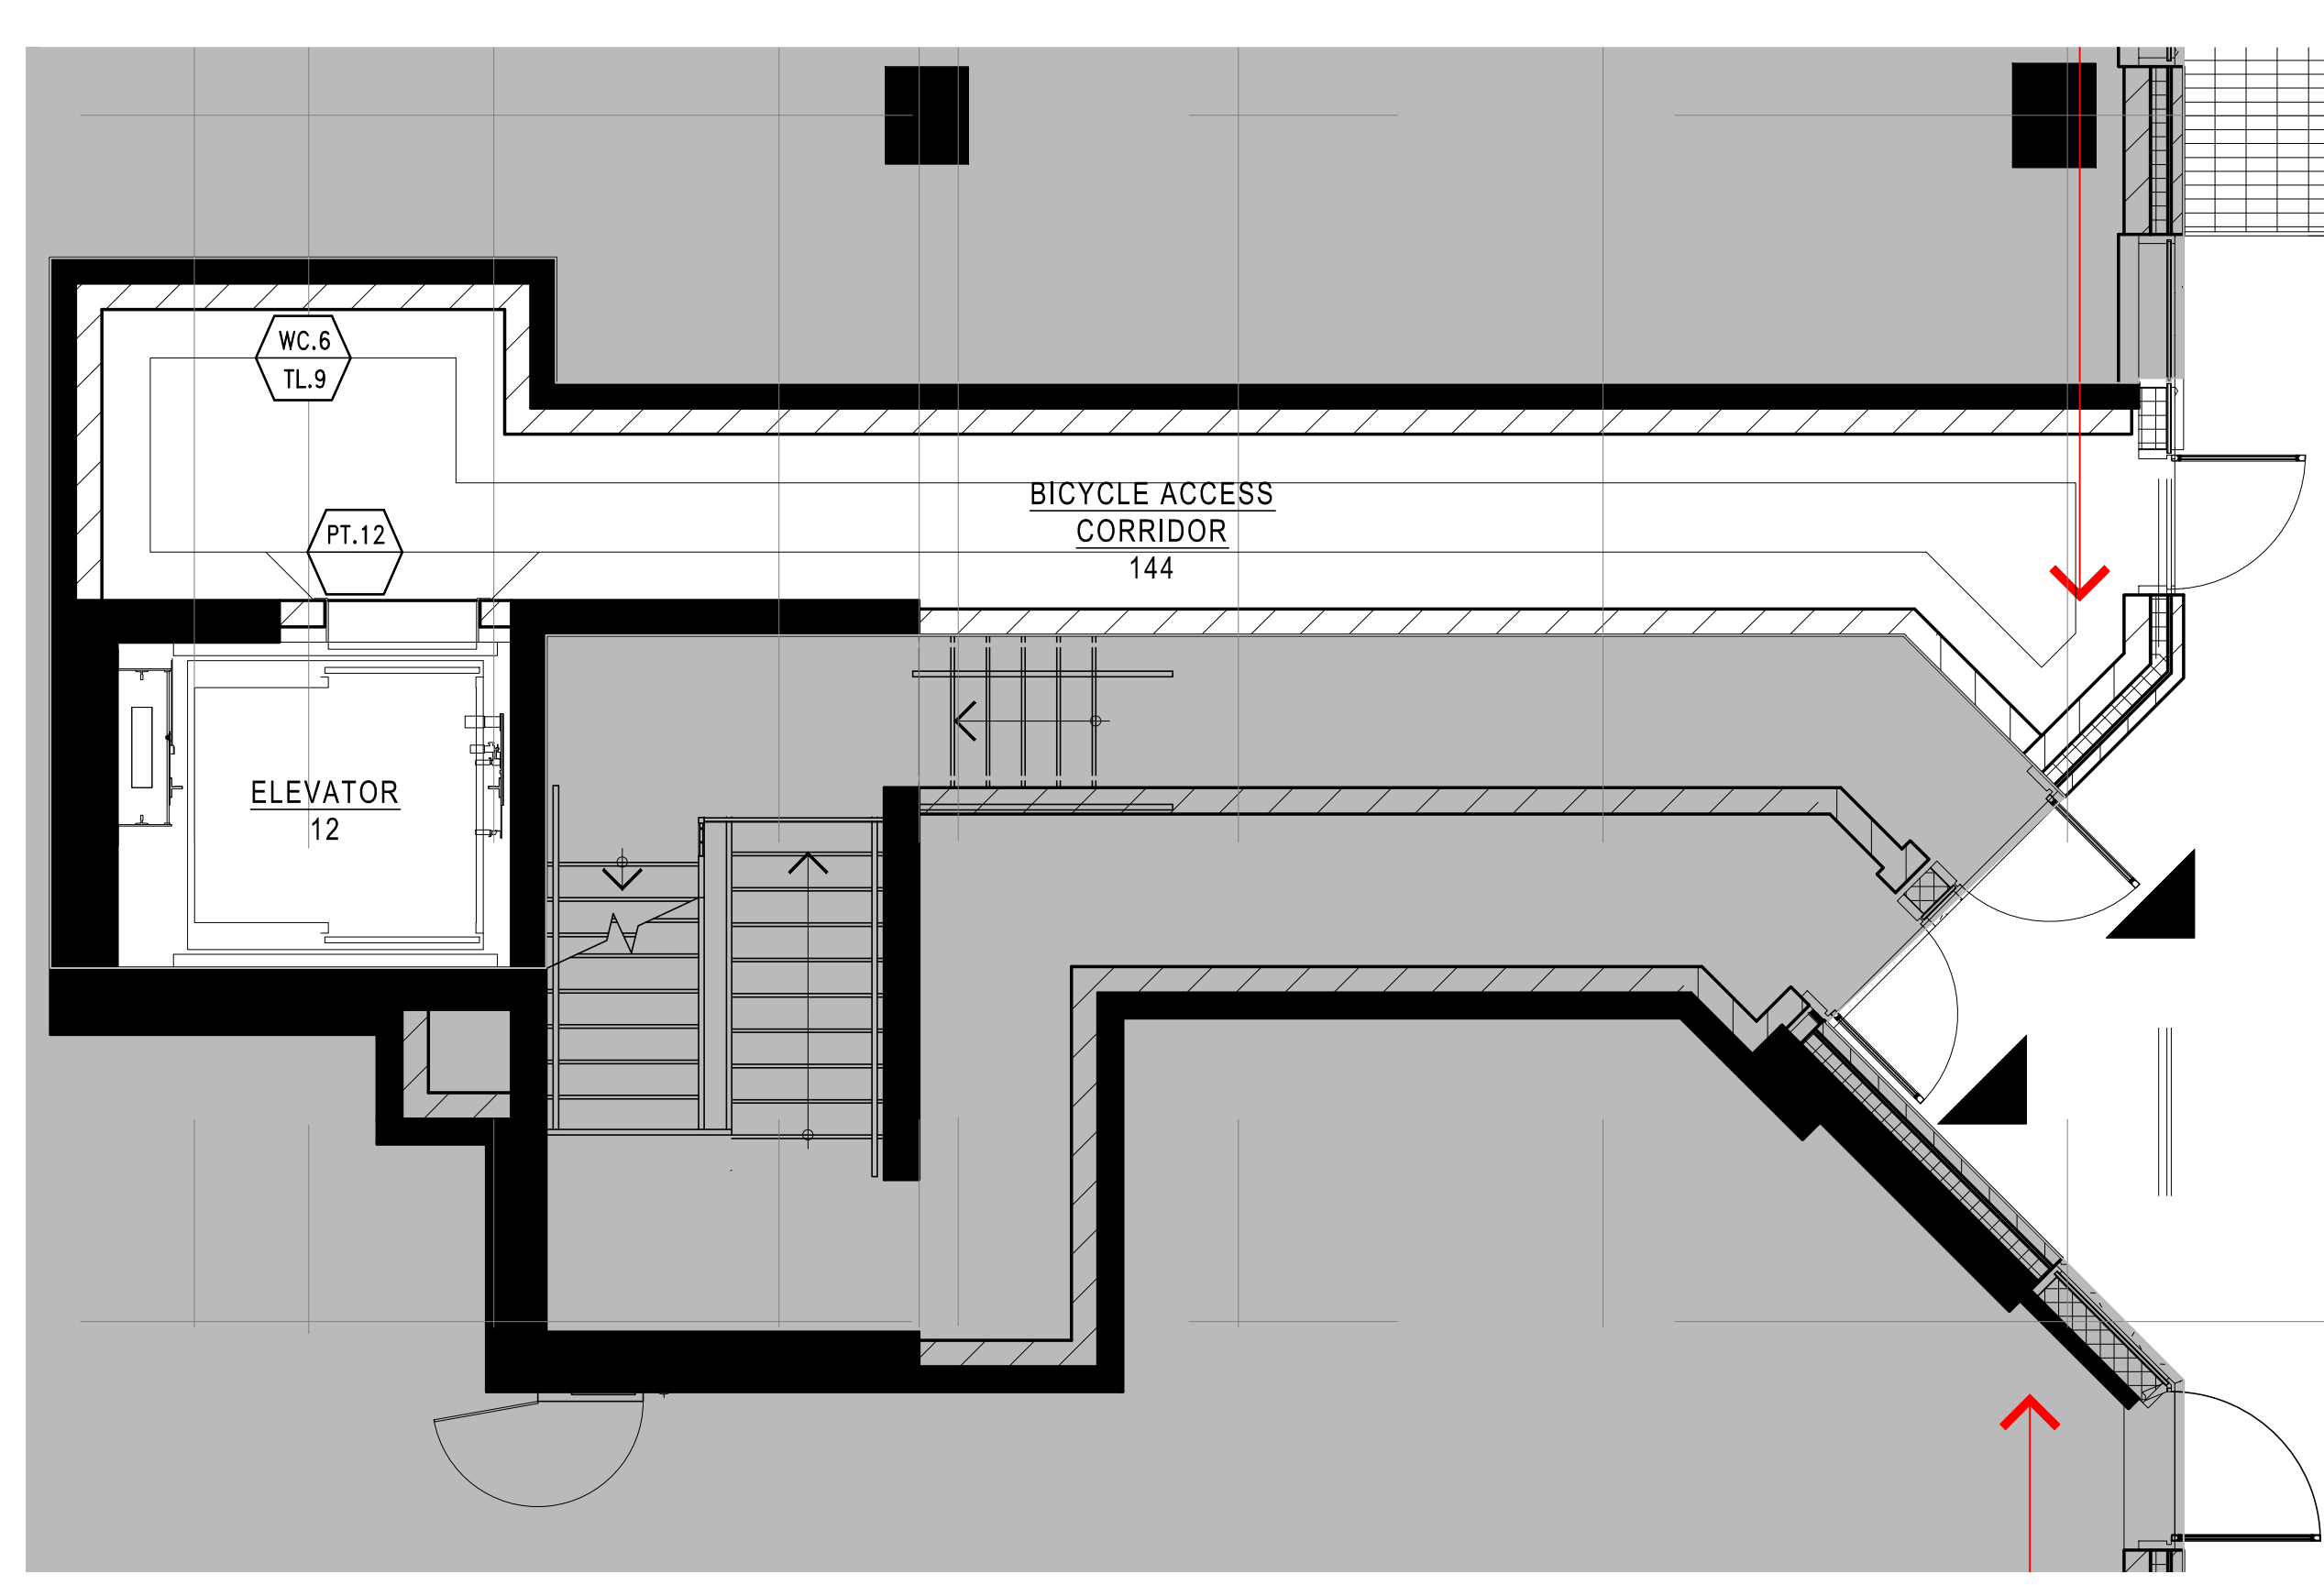 WC.6
TL.9
BICYCLE ACCESS
CORRIDOR
144
PT.12
ELEVATOR
12